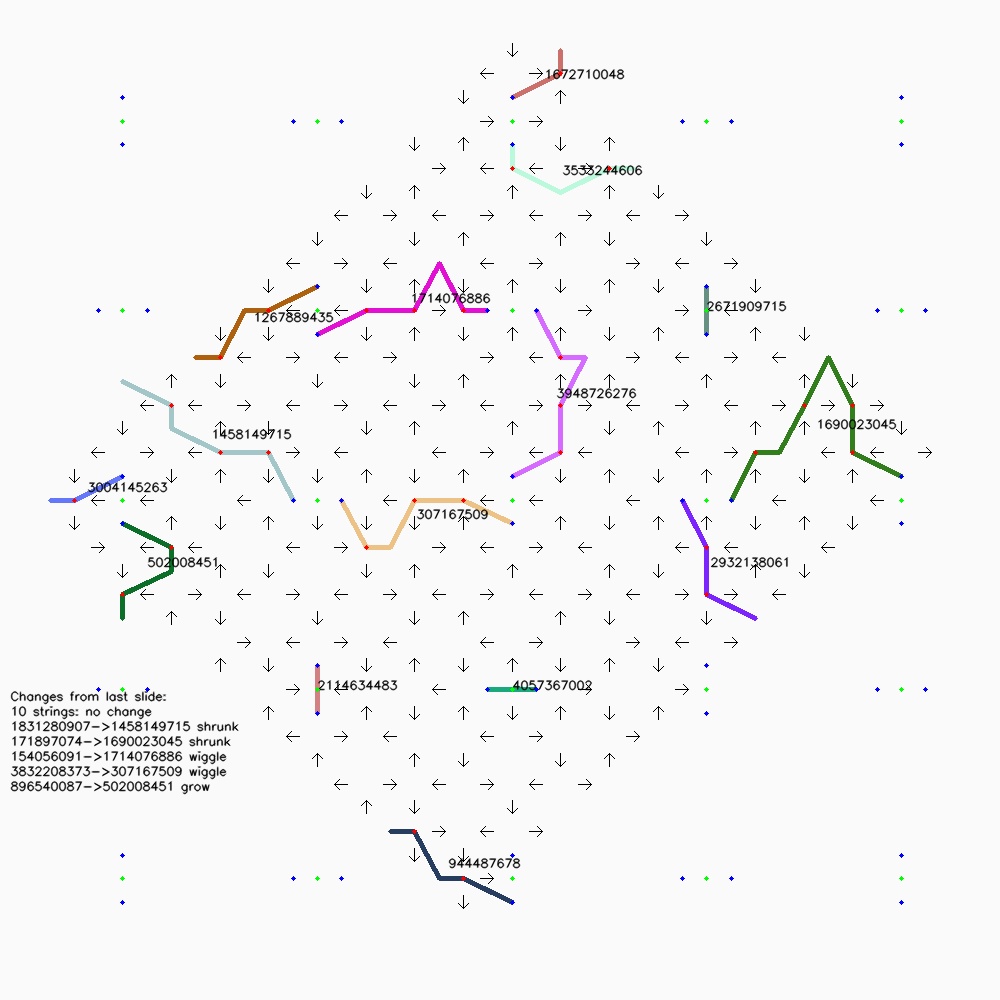 1672710048
3533244606
1714076886
2671909715
1267889435
3948726276
1690023045
1458149715
3004145263
307167509
502008451
2932138061
2114634483
4057367002
Changes from last slide:
10 strings: no change
1831280907->1458149715 shrunk
171897074->1690023045 shrunk
154056091->1714076886 wiggle
3832208373->307167509 wiggle
896540087->502008451 grow
944487678